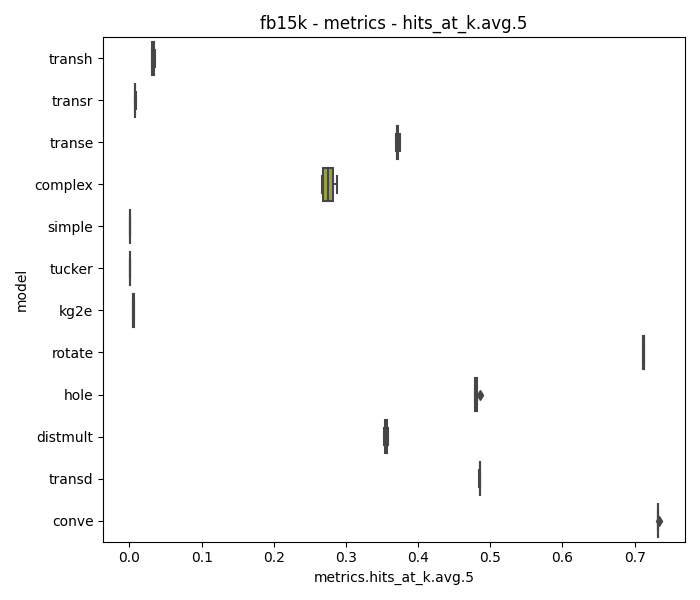 fb15k - metrics - hits_at_k.avg.5
transh
transr
transe
complex
simple
tucker
kg2e
rotate
hole
distmult
transd
conve
model
0.0 0.1 0.2 0.3 0.4 0.5 0.6 0.7
metrics.hits_at_k.avg.5